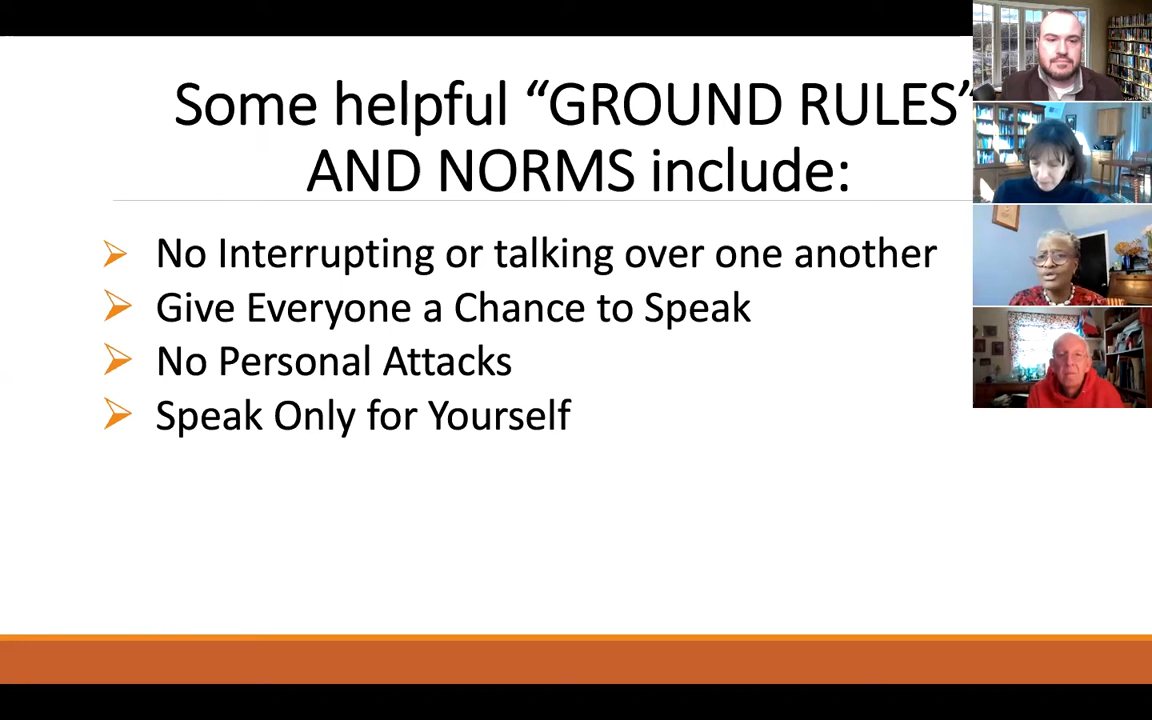 Some helpful “GROUND RULES”
AND NORMS include:
No Interrupting or talking over one another
Give Everyone a Chance to Speak
No Personal Attacks
Speak Only for Yourself